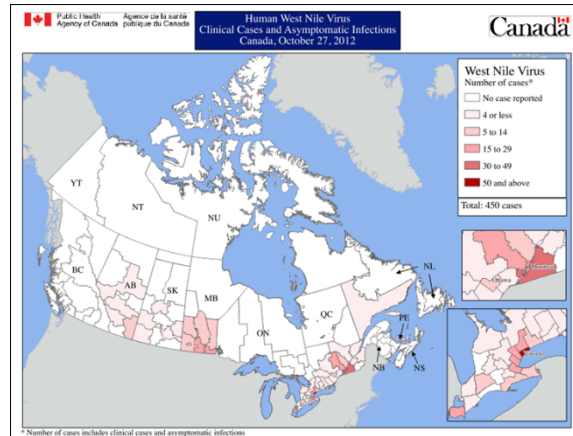 Public Health
Agency of Canada
Agence de la santé
publique du Canada
Human West Nile Virus
Clinical Cases and Asymptomatic Infections
Canada, October 27, 2012
Canada
West Nile Virus
Number of cases*
No case reported
4 or less
5 to 14
15 to 29
30 to 49
50 and above
Total: 450 cases
YT
NT
NU
BC
AB
SK
MB
ON
QC
NL
PE
NB
NS
Ottawa
Montreal
Toronto
* Number of cases includes clinical cases and asymptomatic infections